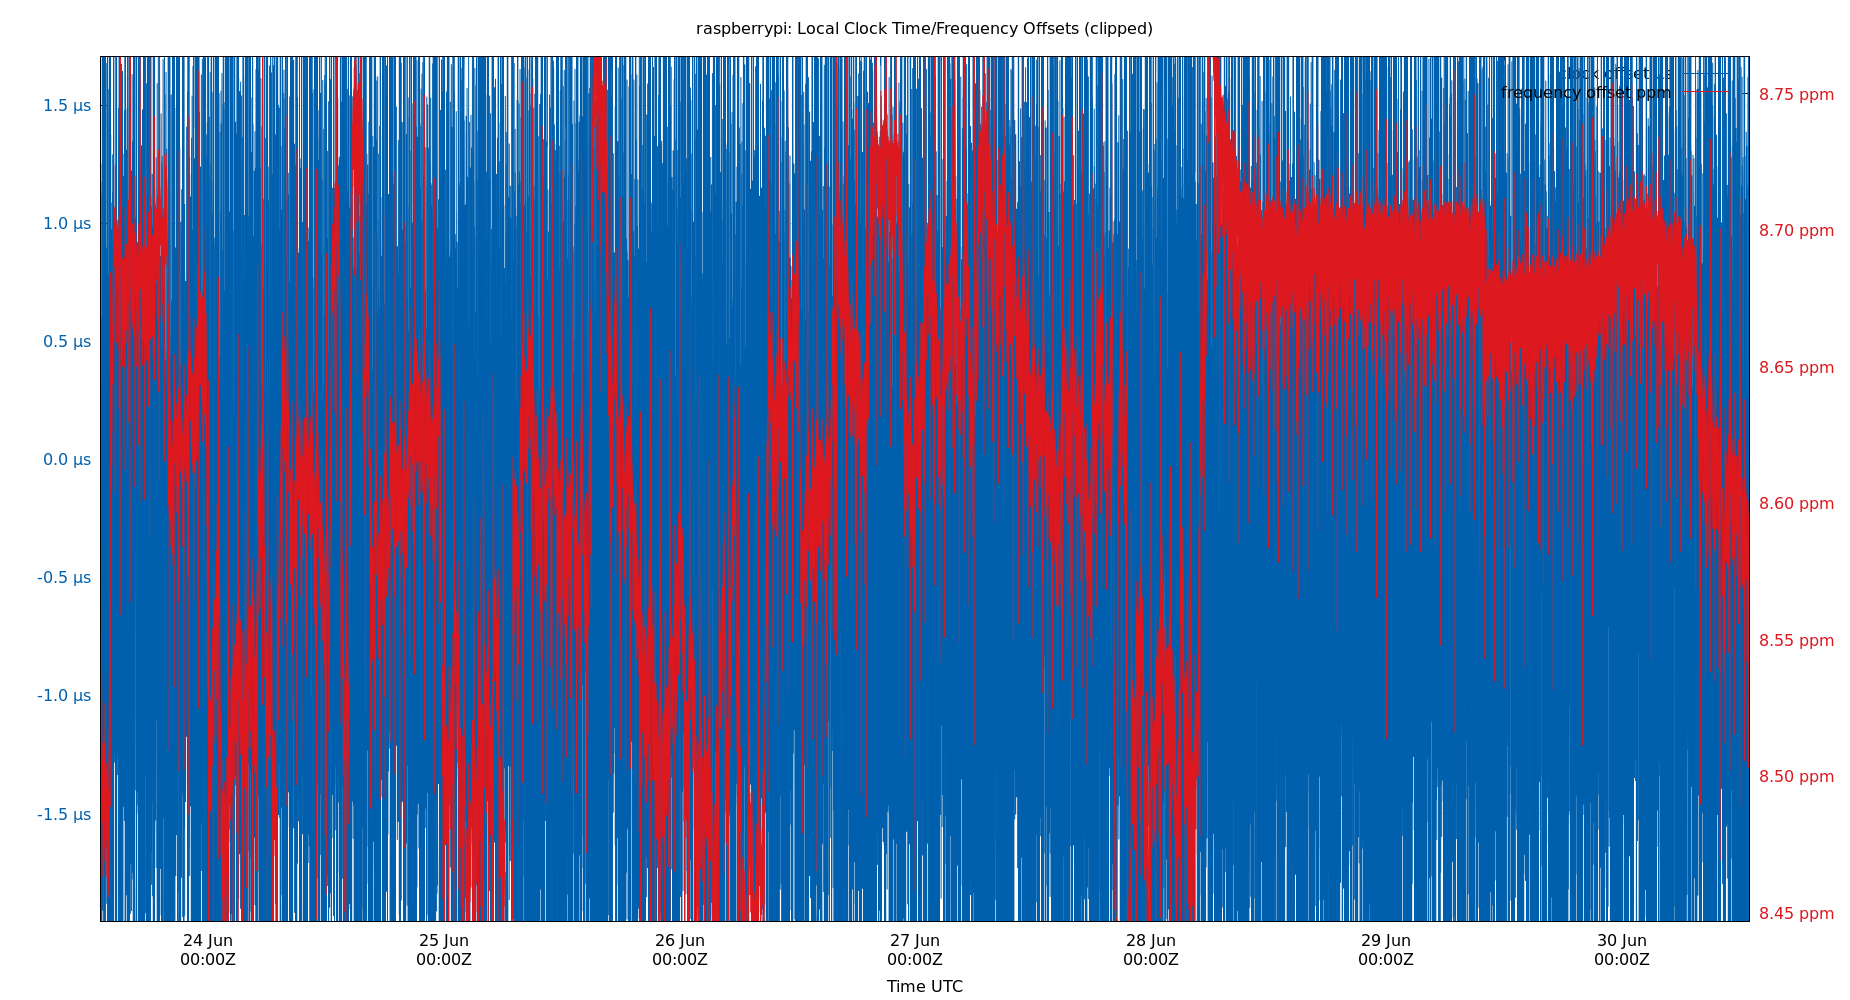 raspberrypi: Local Clock Time/Frequency Offsets (clipped)
clock offset µs
frequency offset ppm
1.5 µs
1.0 µs
0.5 µs
0.0 µs
-0.5 µs
-1.0 µs
-1.5 µs
8.75 ppm
8.70 ppm
8.65 ppm
8.60 ppm
8.55 ppm
8.50 ppm
8.45 ppm
24 Jun
00:00Z
25 Jun
00:00Z
26 Jun
00:00Z
27 Jun
00:00Z
28 Jun
00:00Z
29 Jun
00:00Z
30 Jun
00:00Z
Time UTC